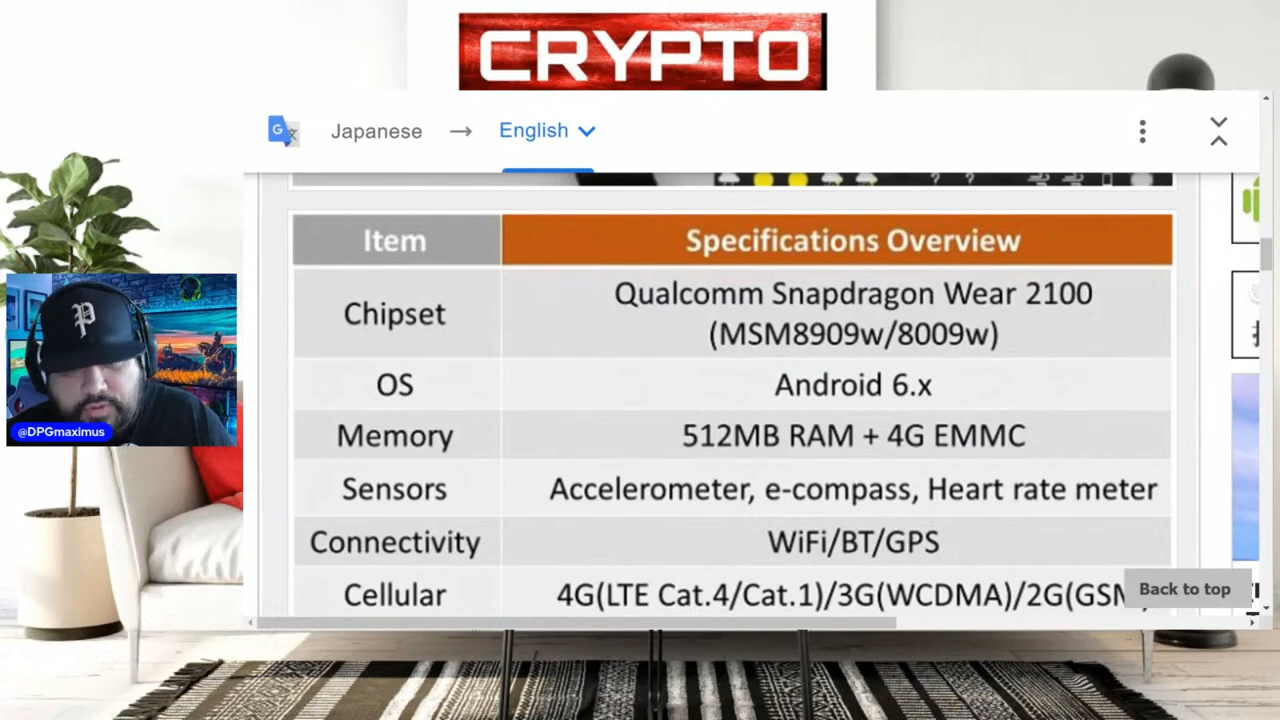 CRYPTO
Japanese → English
Item Specifications Overview
Chipset Qualcomm Snapdragon Wear 2100
(MSM8909w/8009w)
OS Android 6.x
Memory 512MB RAM + 4G EMMC
Sensors Accelerometer, e-compass, Heart rate meter
Connectivity WiFi/BT/GPS
Cellular 4G(LTE Cat.4/Cat.1)/3G(WCDMA)/2G(GSM)
Back to top
@DPGmaximus
P
G